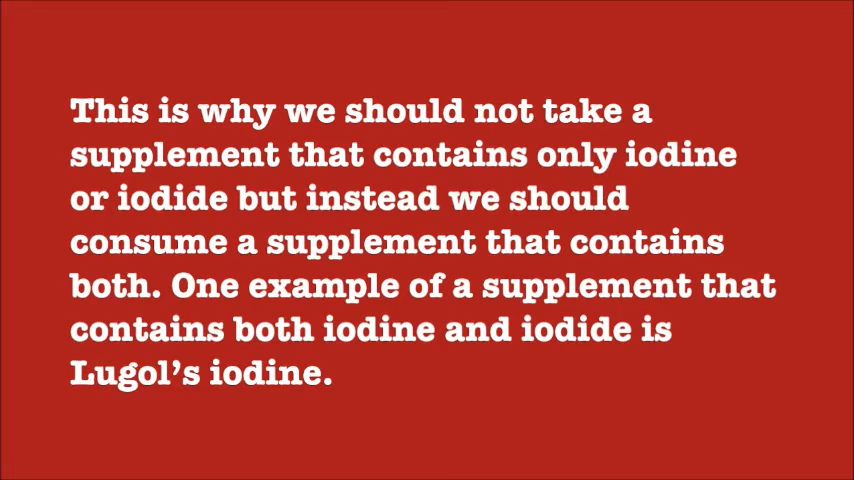 This is why we should not take a
supplement that contains only iodine
or iodide but instead we should
consume a supplement that contains
both. One example of a supplement that
contains both iodine and iodide is
Lugol's iodine.